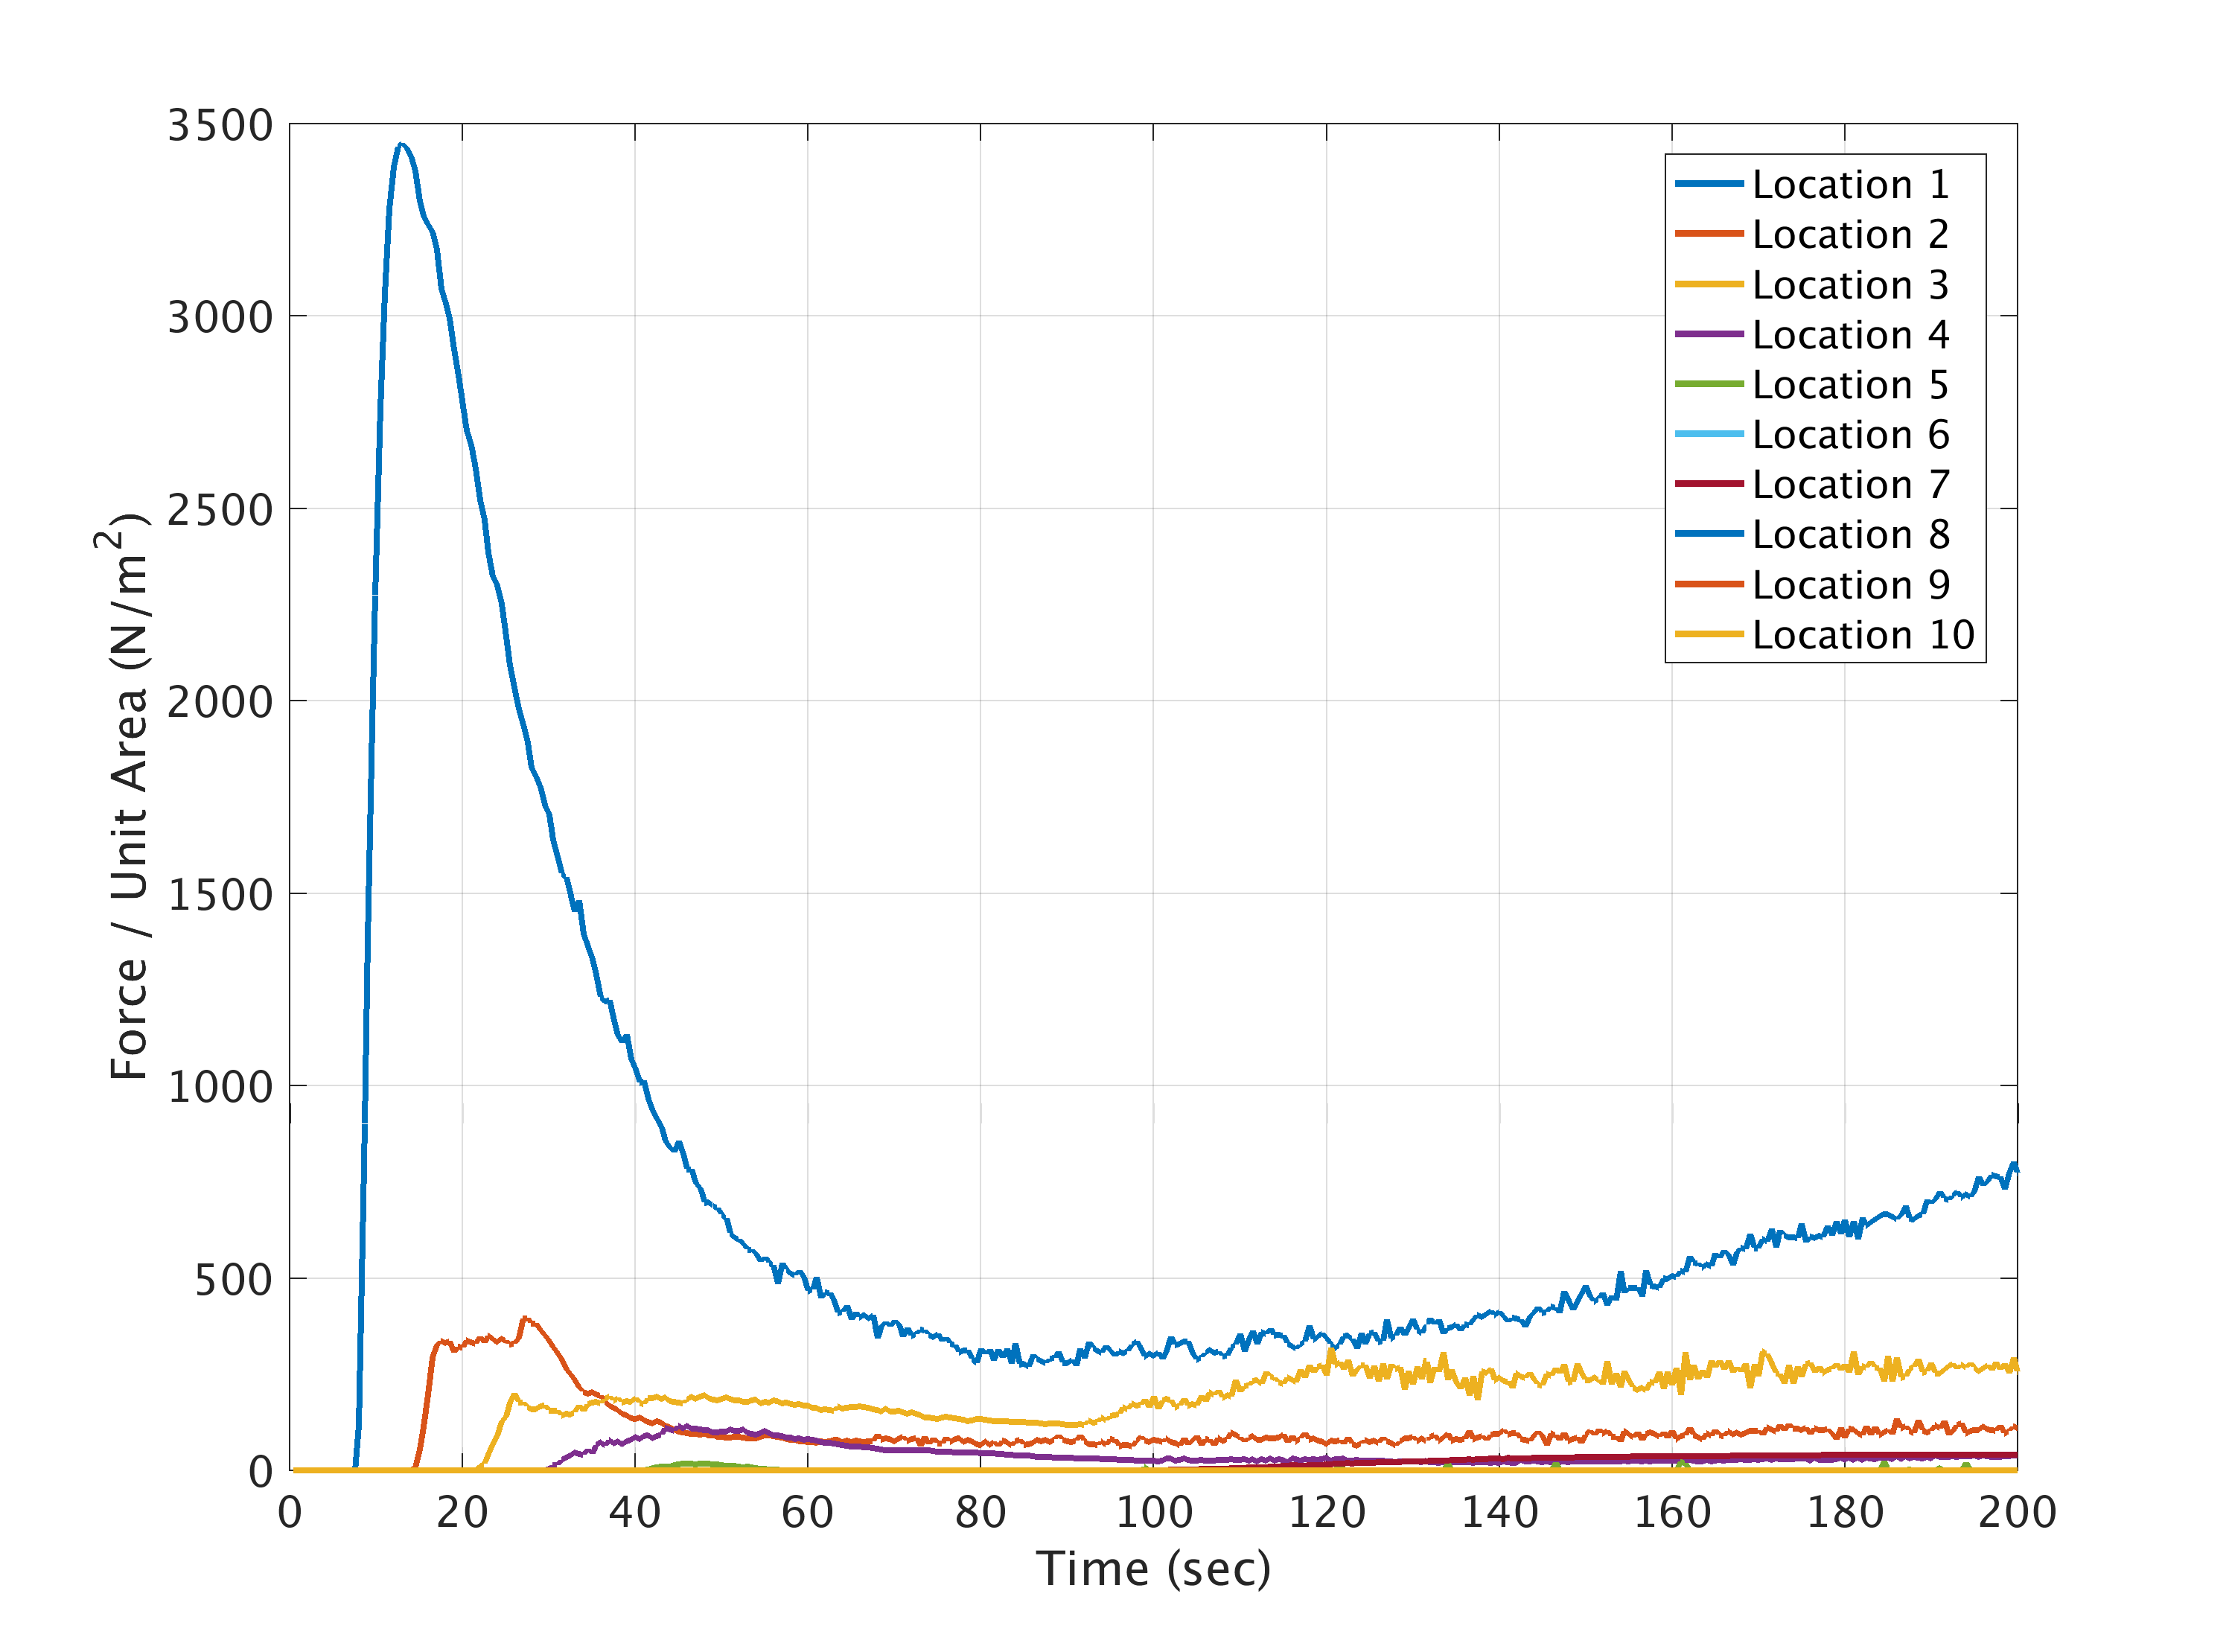 3500
3000
2500
2000
1500
1000
500
0
0 20 40 60 80 100 120 140 160 180 200
Force / Unit Area (N/m²)
Time (sec)
Location 1
Location 2
Location 3
Location 4
Location 5
Location 6
Location 7
Location 8
Location 9
Location 10